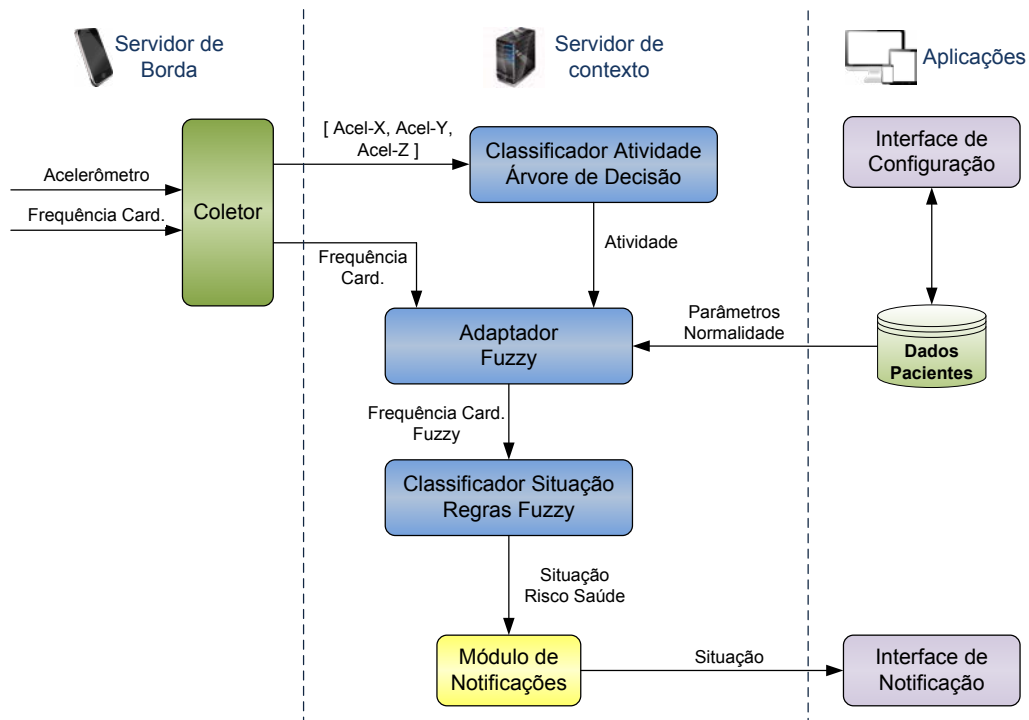 Servidor de
Borda
Servidor de
contexto
Aplicações
[ Acel-X, Acel-Y,
Acel-Z ]
Classificador Atividade
Árvore de Decisão
Interface de
Configuração
Acelerômetro
Frequência Card.
Coletor
Frequência
Card.
Atividade
Adaptador
Fuzzy
Parâmetros
Normalidade
Dados
Pacientes
Frequência Card.
Fuzzy
Classificador Situação
Regras Fuzzy
Situação
Risco Saúde
Módulo de
Notificações
Situação
Interface de
Notificação